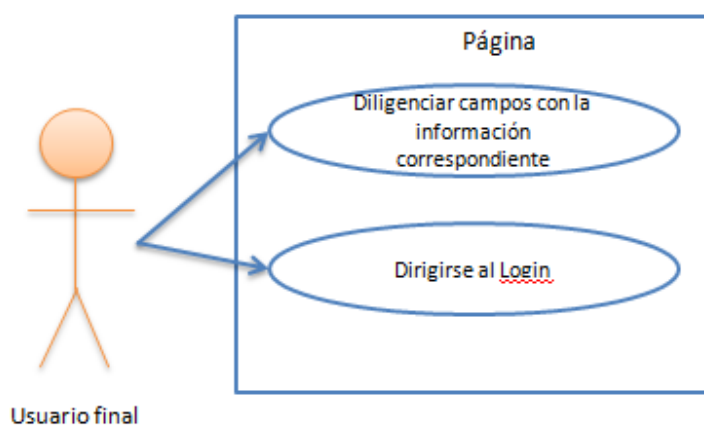 Página
Diligenciar campos con la
información
correspondiente
Dirigirse al Login
Usuario final